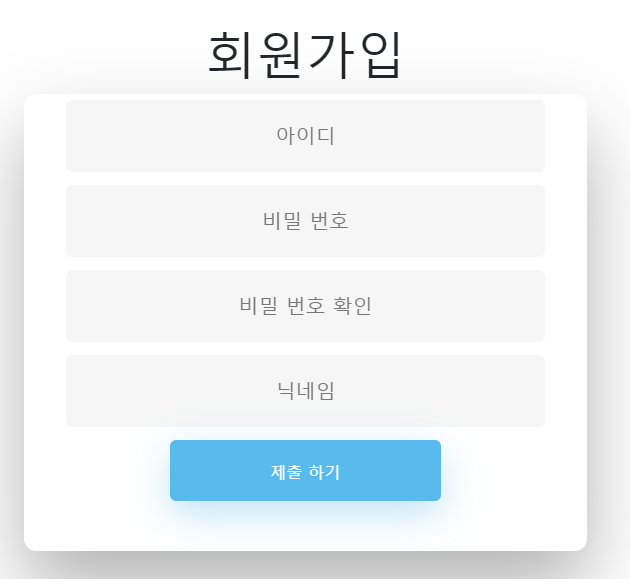 회원가입
아이디
비밀 번호
비밀 번호 확인
닉네임
제출 하기